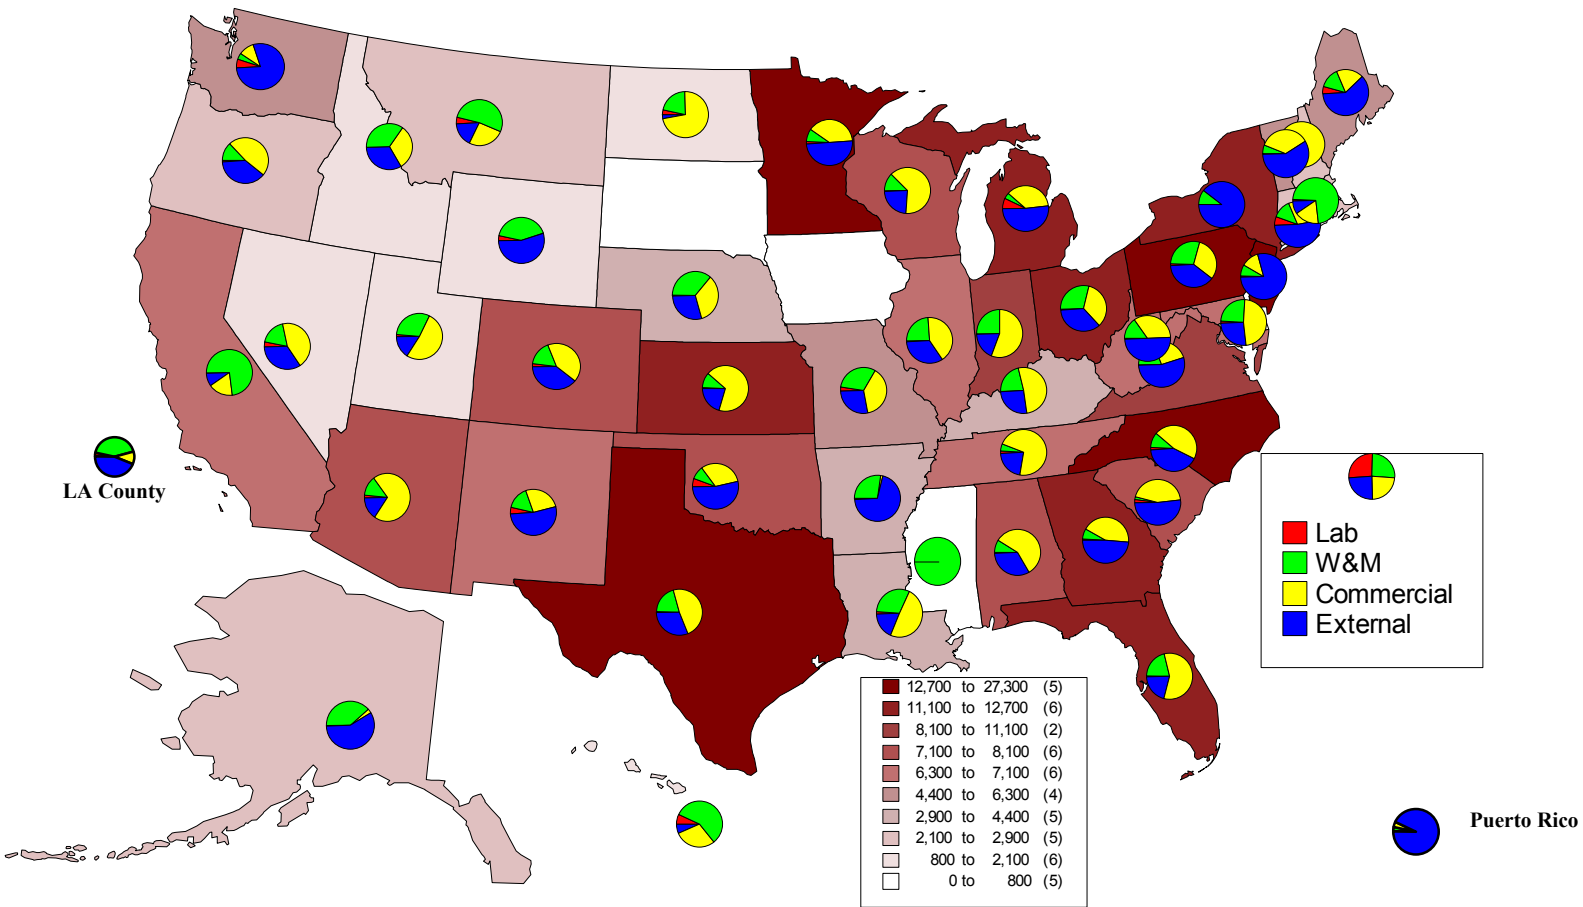 LA County
Lab
W&M
Commercial
External
12,700 to 27,300 (5)
11,100 to 12,700 (6)
8,100 to 11,100 (2)
7,100 to 8,100 (6)
6,300 to 7,100 (6)
4,400 to 6,300 (4)
2,900 to 4,400 (5)
2,100 to 2,900 (5)
800 to 2,100 (6)
0 to 800 (5)
Puerto Rico